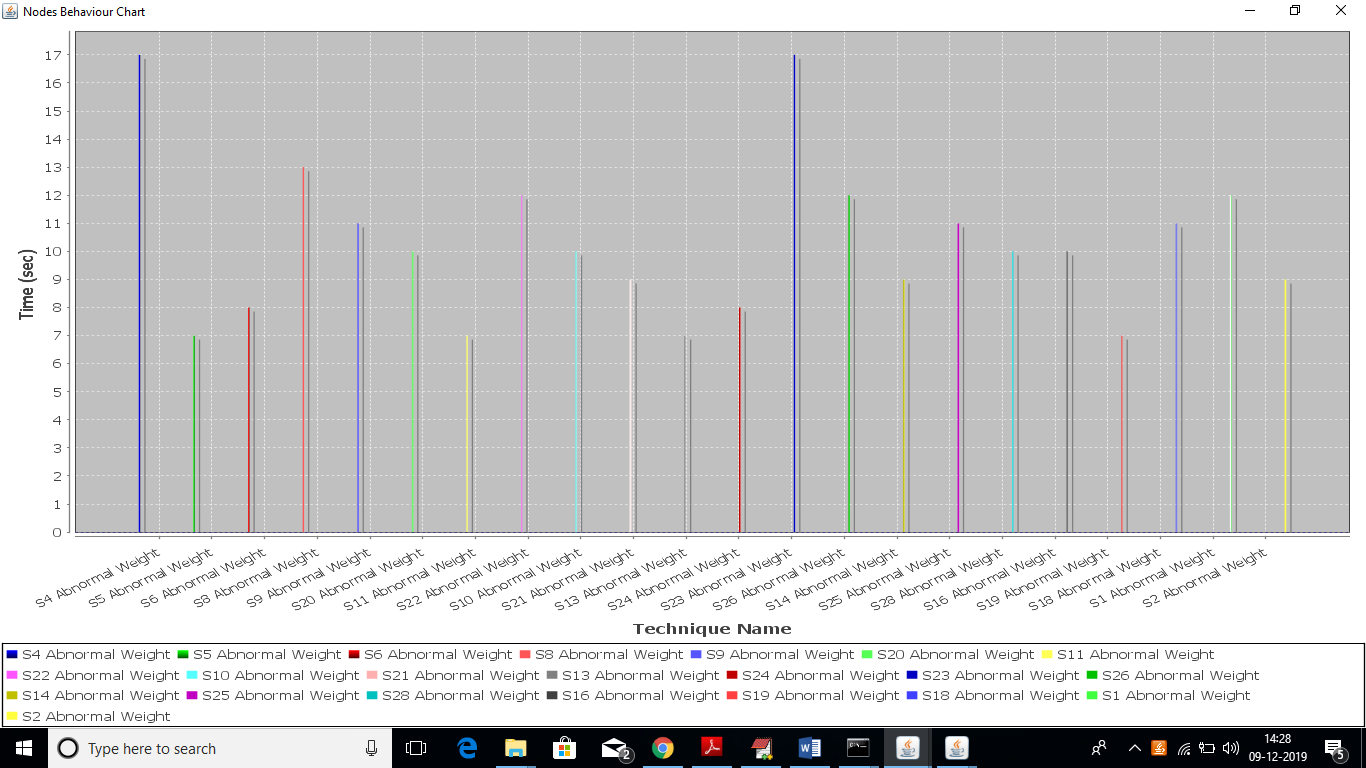 Nodes Behaviour Chart
17
16
15
14
13
12
11
10
9
8
7
6
5
4
3
2
1
0
Time (sec)
S4 Abnormal Weight
S5 Abnormal Weight
S6 Abnormal Weight
S8 Abnormal Weight
S9 Abnormal Weight
S20 Abnormal Weight
S11 Abnormal Weight
S22 Abnormal Weight
S10 Abnormal Weight
S21 Abnormal Weight
S13 Abnormal Weight
S24 Abnormal Weight
S23 Abnormal Weight
S26 Abnormal Weight
S14 Abnormal Weight
S25 Abnormal Weight
S28 Abnormal Weight
S16 Abnormal Weight
S19 Abnormal Weight
S18 Abnormal Weight
S1 Abnormal Weight
S2 Abnormal Weight
Technique Name
S4 Abnormal Weight S5 Abnormal Weight S6 Abnormal Weight S8 Abnormal Weight S9 Abnormal Weight S20 Abnormal Weight S11 Abnormal Weight
S22 Abnormal Weight S10 Abnormal Weight S21 Abnormal Weight S13 Abnormal Weight S24 Abnormal Weight S23 Abnormal Weight S26 Abnormal Weight
S14 Abnormal Weight S25 Abnormal Weight S28 Abnormal Weight S16 Abnormal Weight S19 Abnormal Weight S18 Abnormal Weight S1 Abnormal Weight
S2 Abnormal Weight
Type here to search
2
14:28
09-12-2019
5